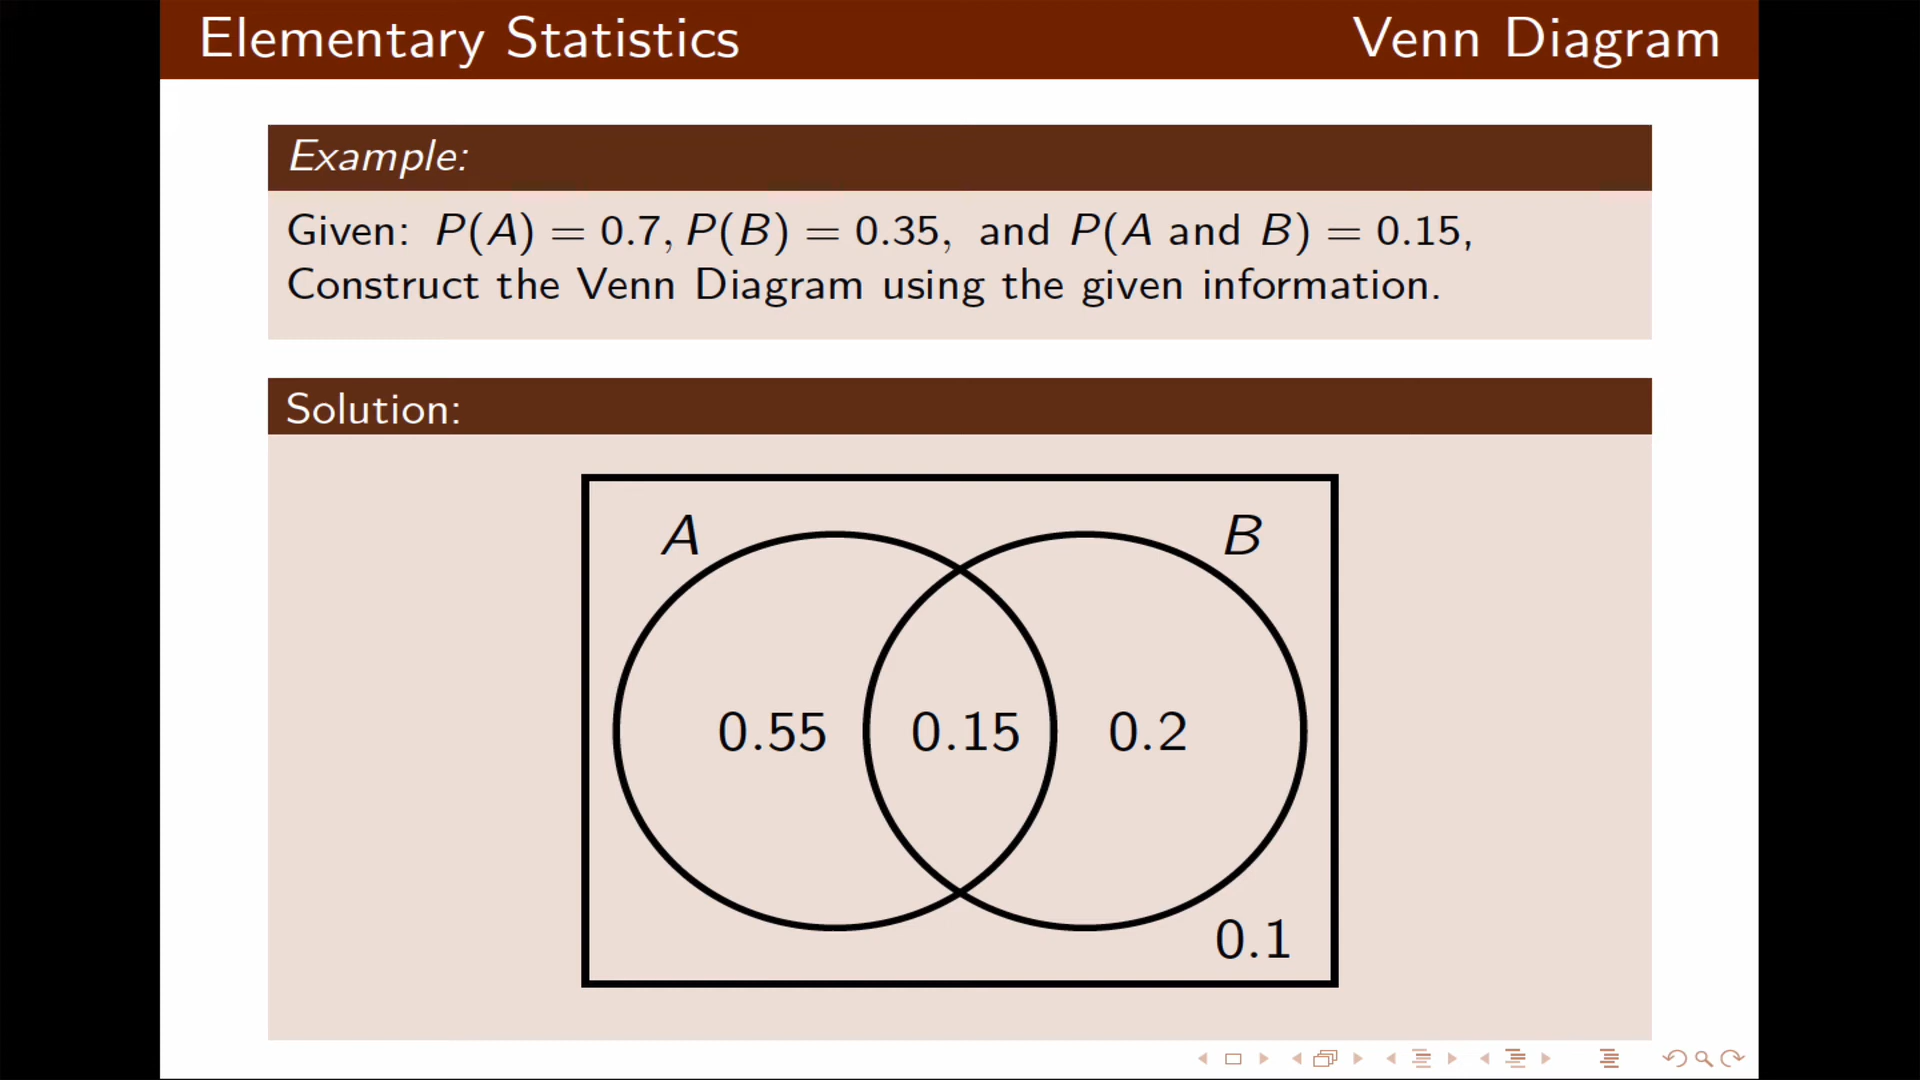 Elementary Statistics
Venn Diagram
Example:
Given: P(A) = 0.7, P(B) = 0.35, and P(A and B) = 0.15,
Construct the Venn Diagram using the given information.
Solution:
A
B
0.55
0.15
0.2
0.1